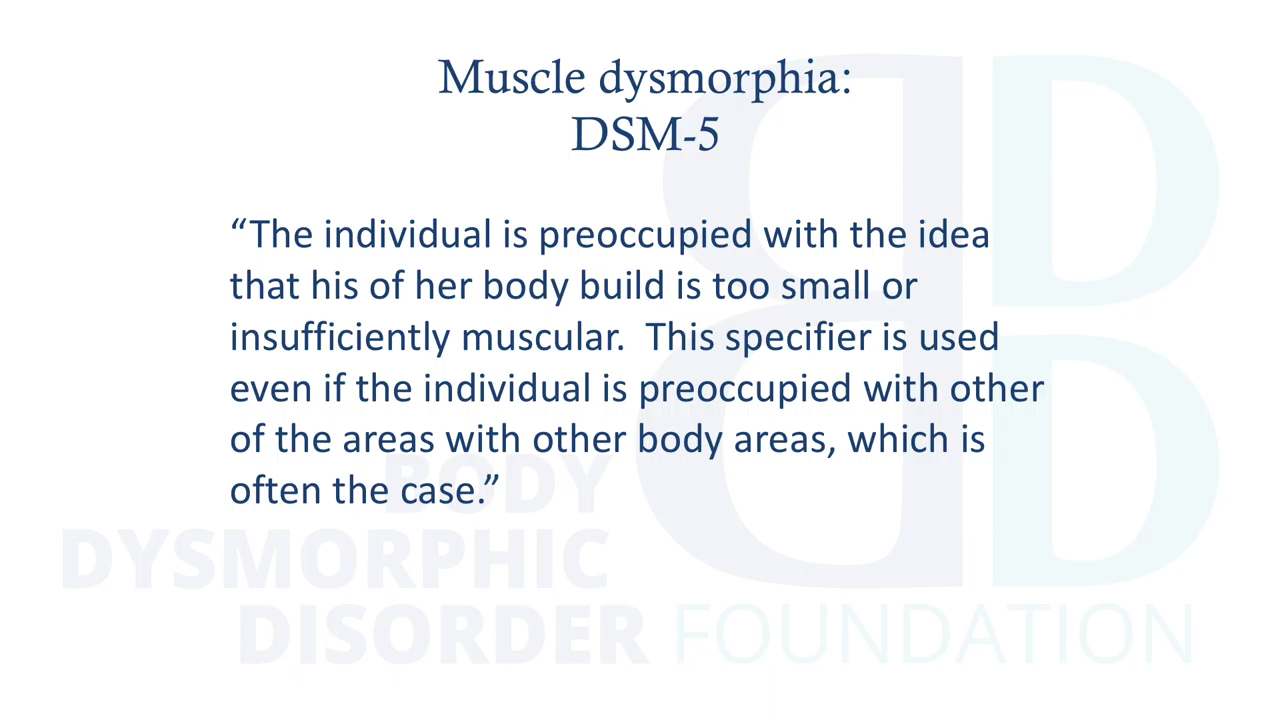 Muscle dysmorphia:
DSM-5
“The individual is preoccupied with the idea
that his of her body build is too small or
insufficiently muscular.  This specifier is used
even if the individual is preoccupied with other
of the areas with other body areas, which is
often the case.”
BODY
DYSMORPHIC
DISORDER FOUNDATION
BDD